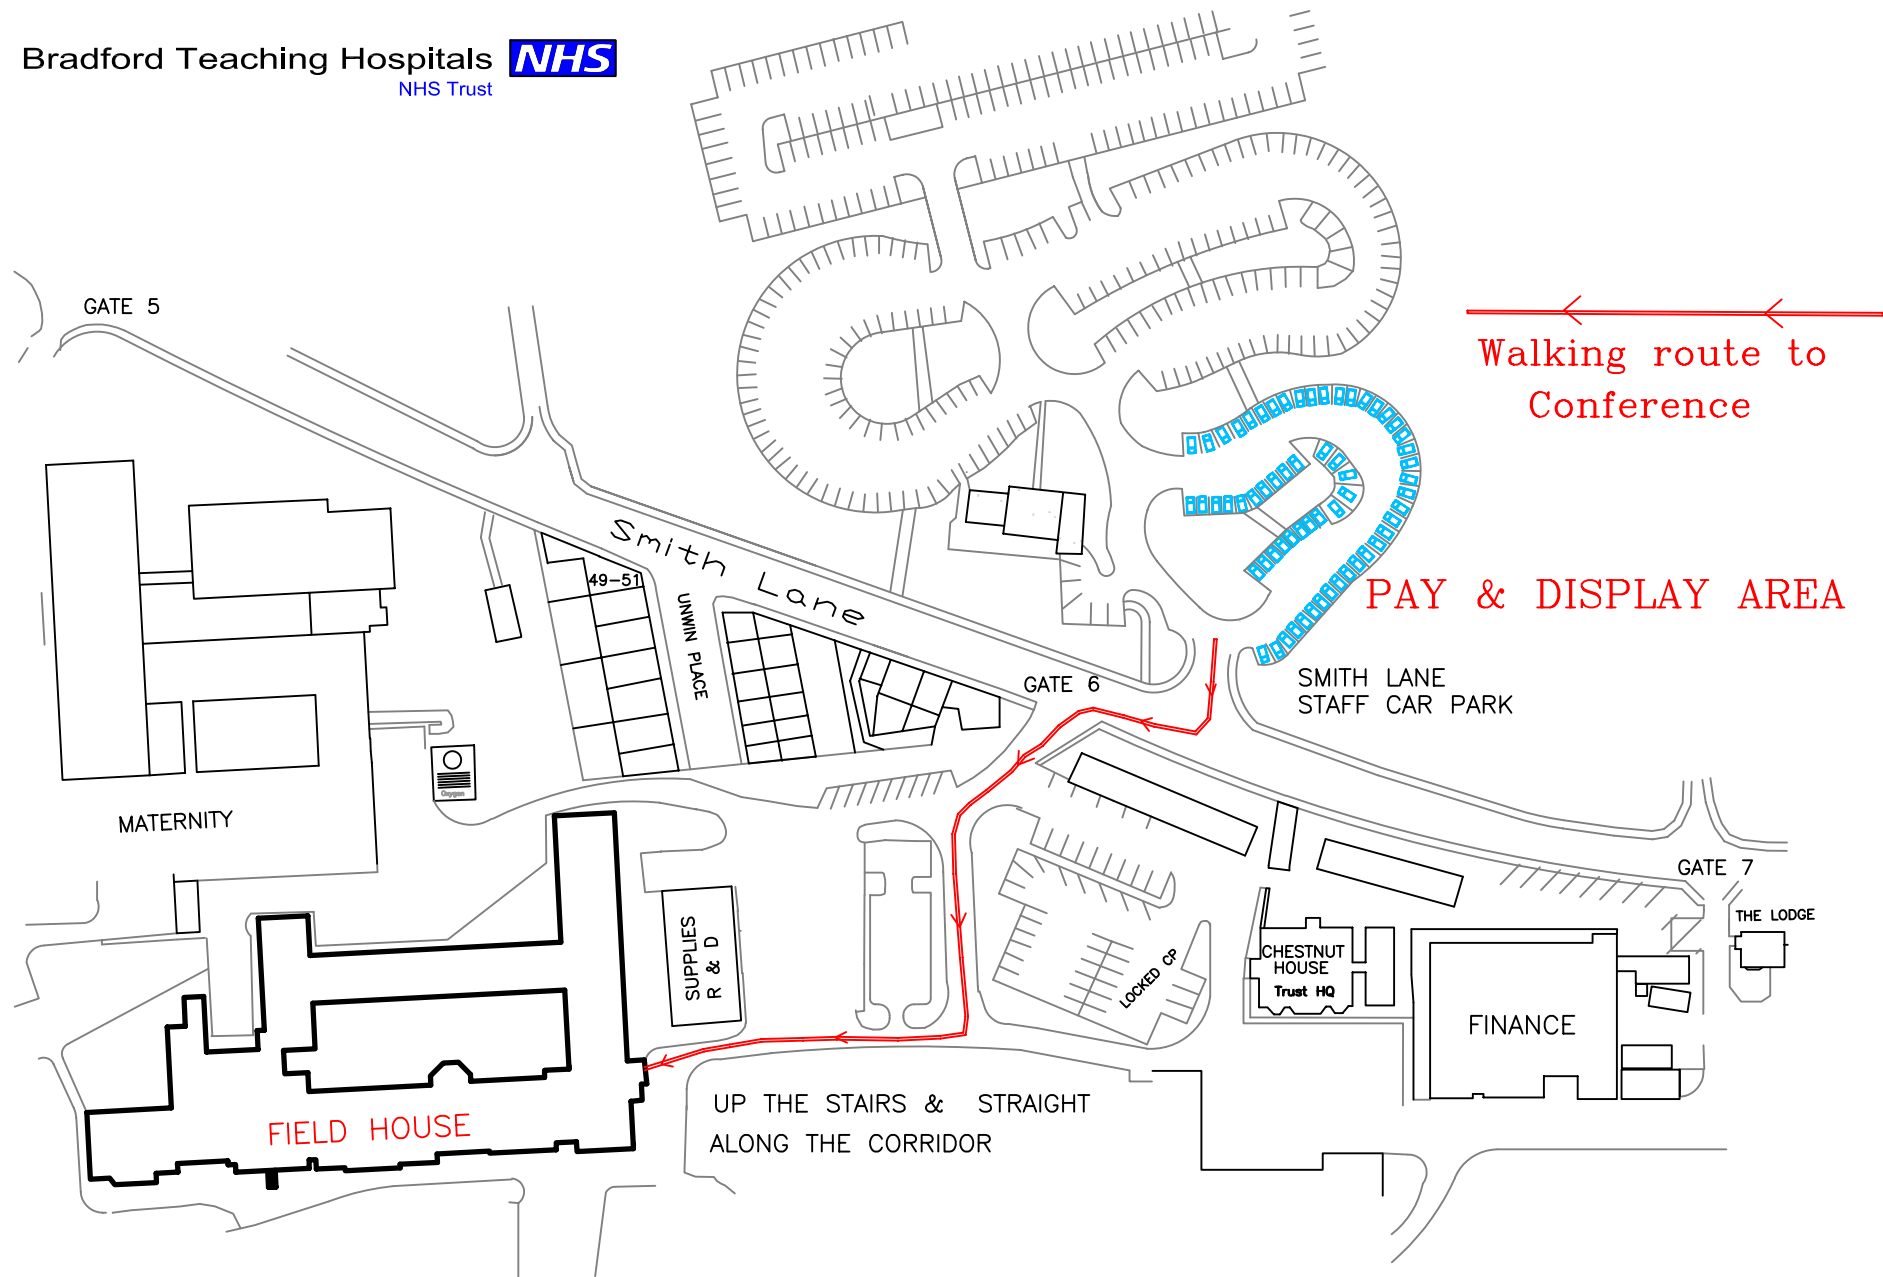 Bradford Teaching Hospitals NHS
NHS Trust
GATE 5
Walking route to
Conference
Smith Lane
49-51
UNWIN PLACE
PAY & DISPLAY AREA
GATE 6
SMITH LANE
STAFF CAR PARK
Oxygen
MATERNITY
GATE 7
THE LODGE
SUPPLIES
R & D
LOCKED CP
CHESTNUT
HOUSE
Trust HQ
FINANCE
FIELD HOUSE
UP THE STAIRS & STRAIGHT
ALONG THE CORRIDOR